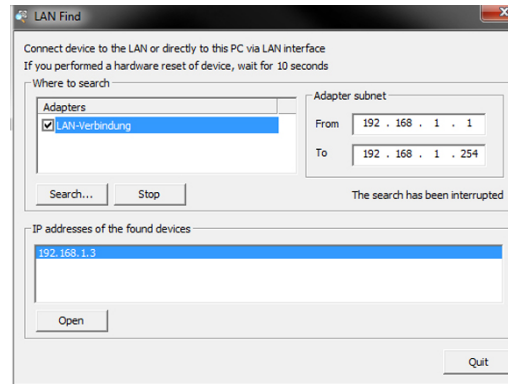 LAN Find
Connect device to the LAN or directly to this PC via LAN interface
If you performed a hardware reset of device, wait for 10 seconds
Where to search
Adapters
LAN-Verbindung
Adapter subnet
From 192 . 168 . 1 . 1
To 192 . 168 . 1 . 254
Search... Stop
The search has been interrupted
IP addresses of the found devices
192.168.1.3
Open
Quit